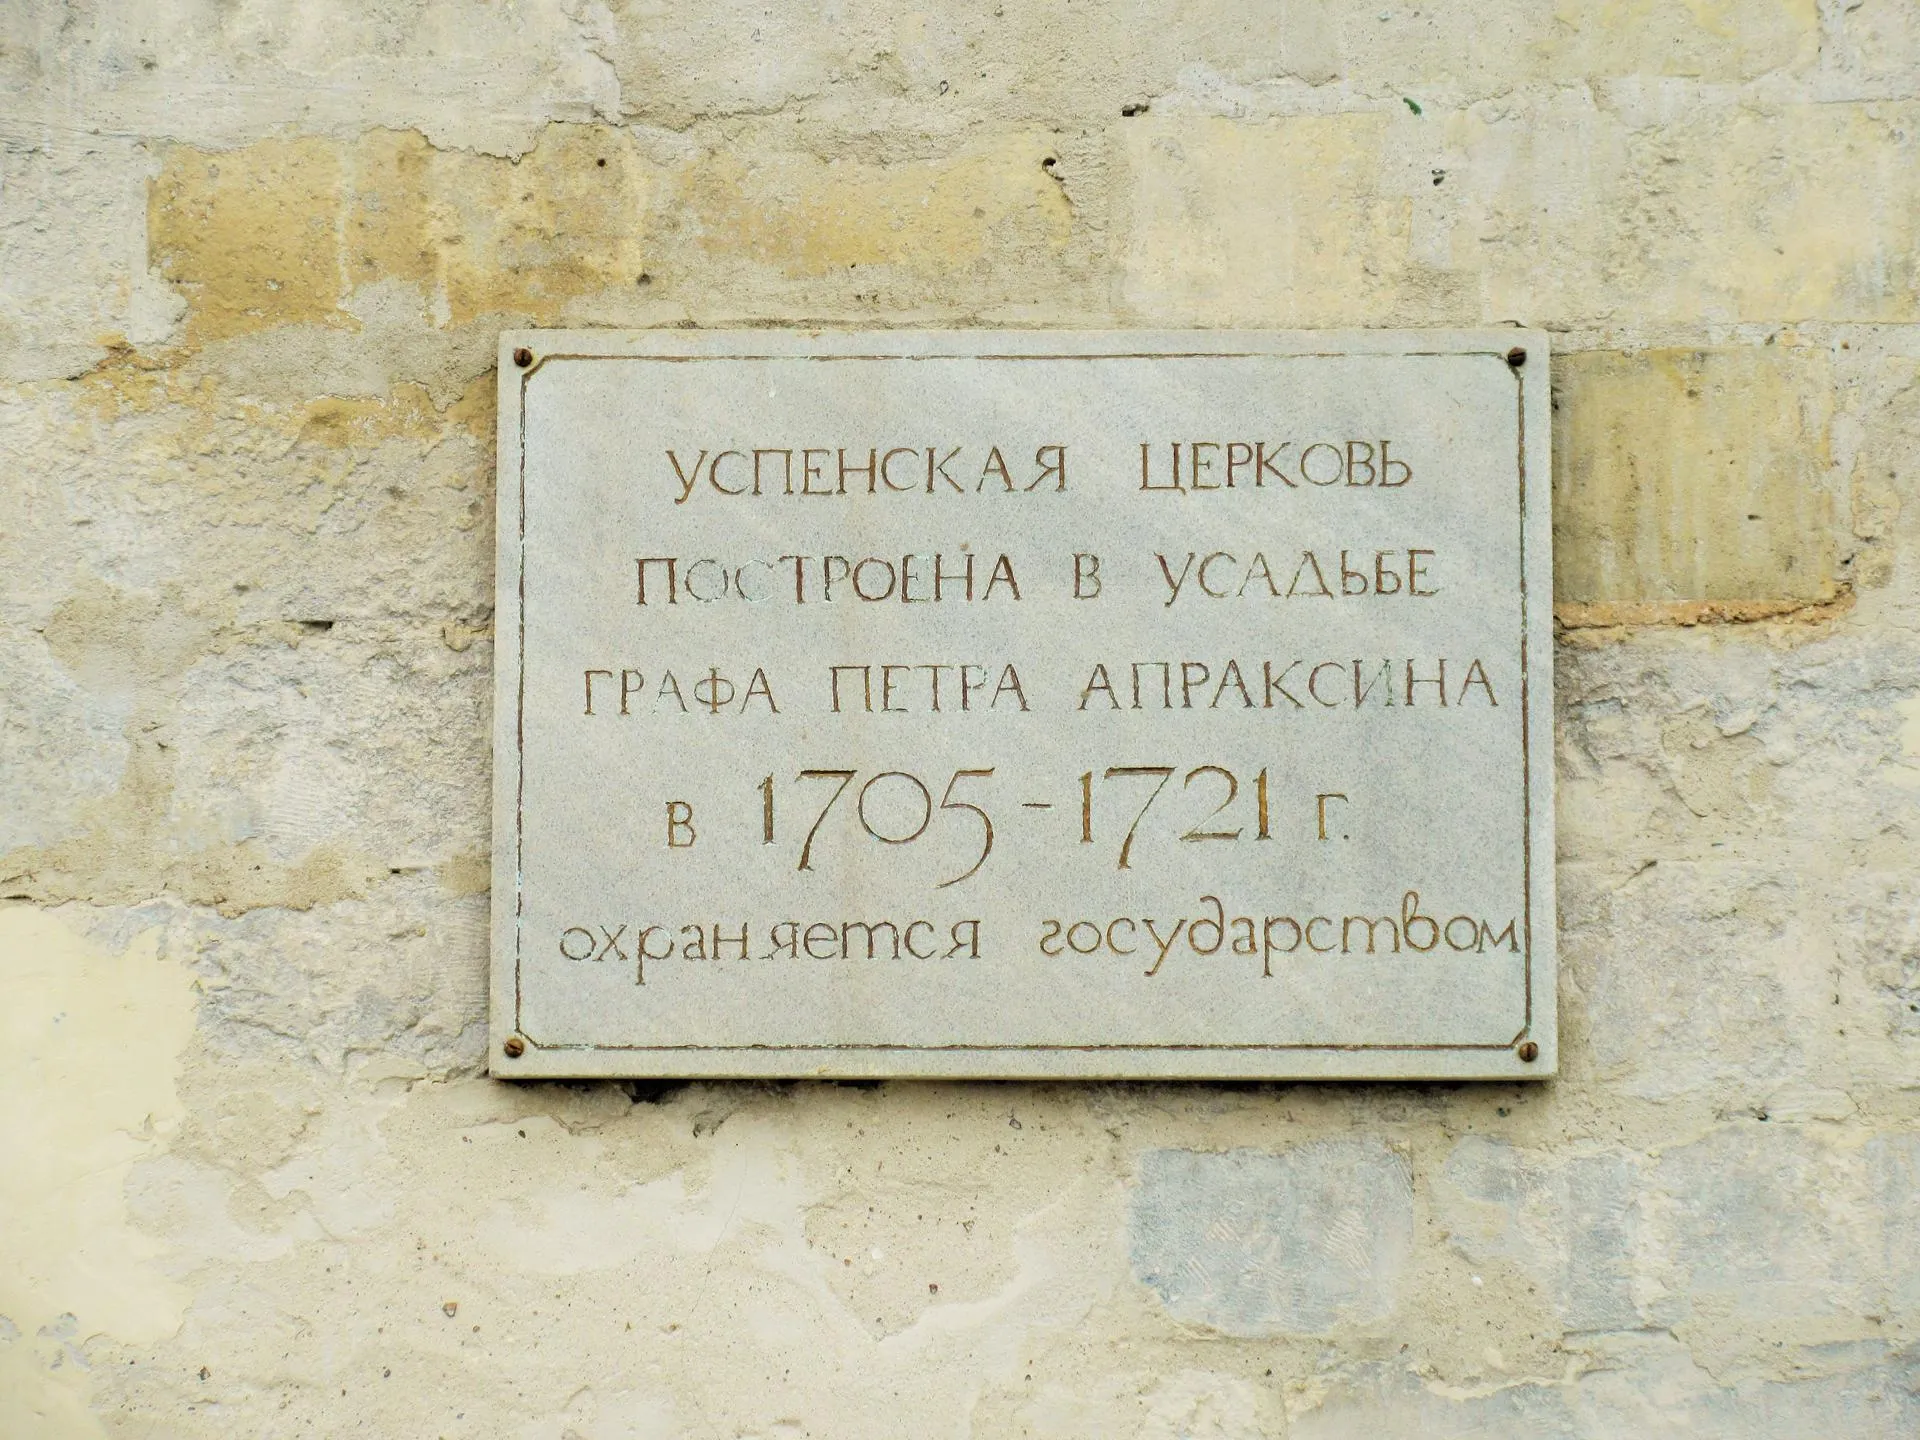 УСПЕНСКАЯ ЦЕРКОВЬ
ПОСТРОЕНА В УСАДЬБЕ
ГРАФА ПЕТРА АПРАКСИНА
В 1705-1721 Г.
охраняется государством